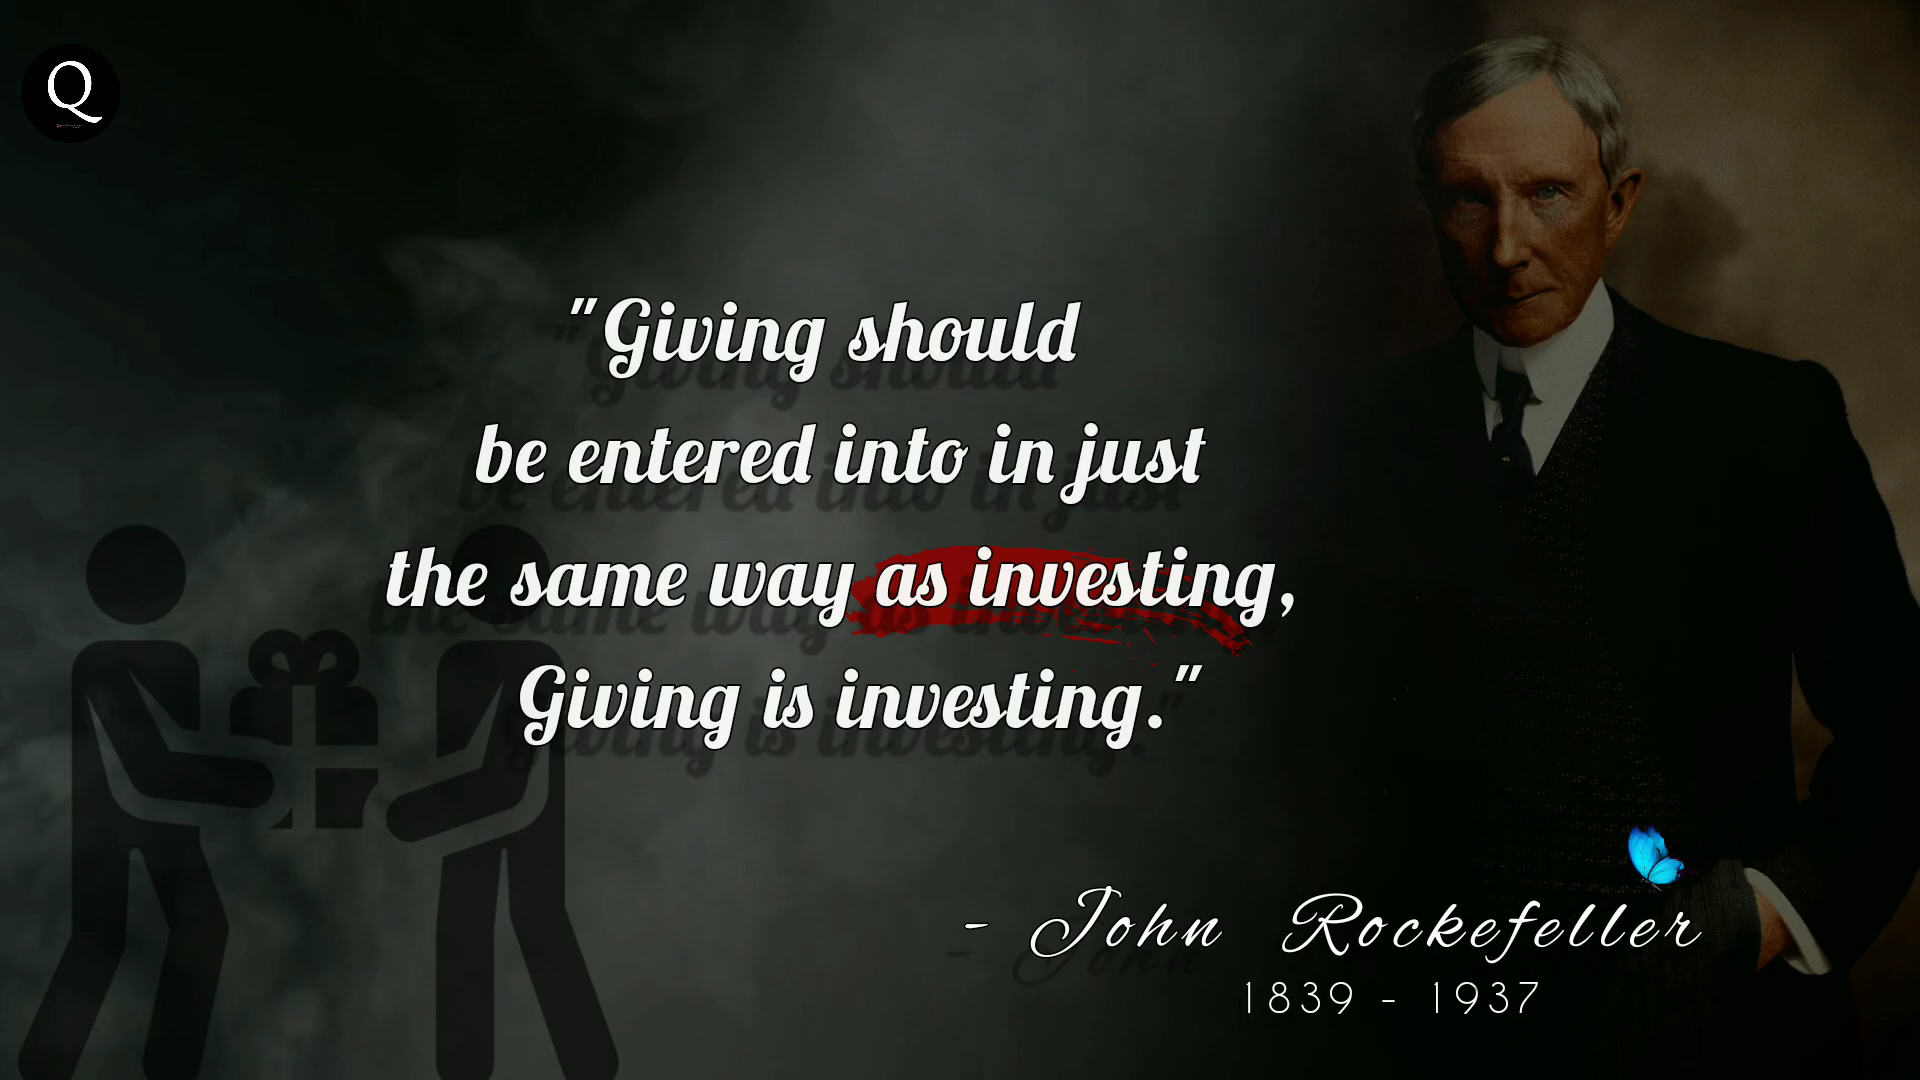 Q
"Giving should
be entered into in just
the same way as investing,
Giving is investing."
- John Rockefeller
1839 - 1937